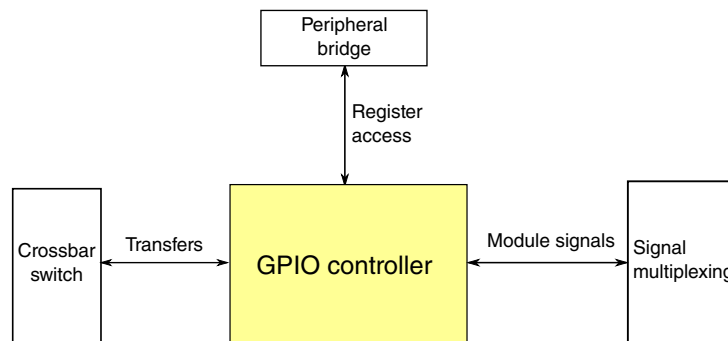 Peripheral
bridge
Register
access
Crossbar
switch
Transfers
GPIO controller
Module signals
Signal
multiplexing